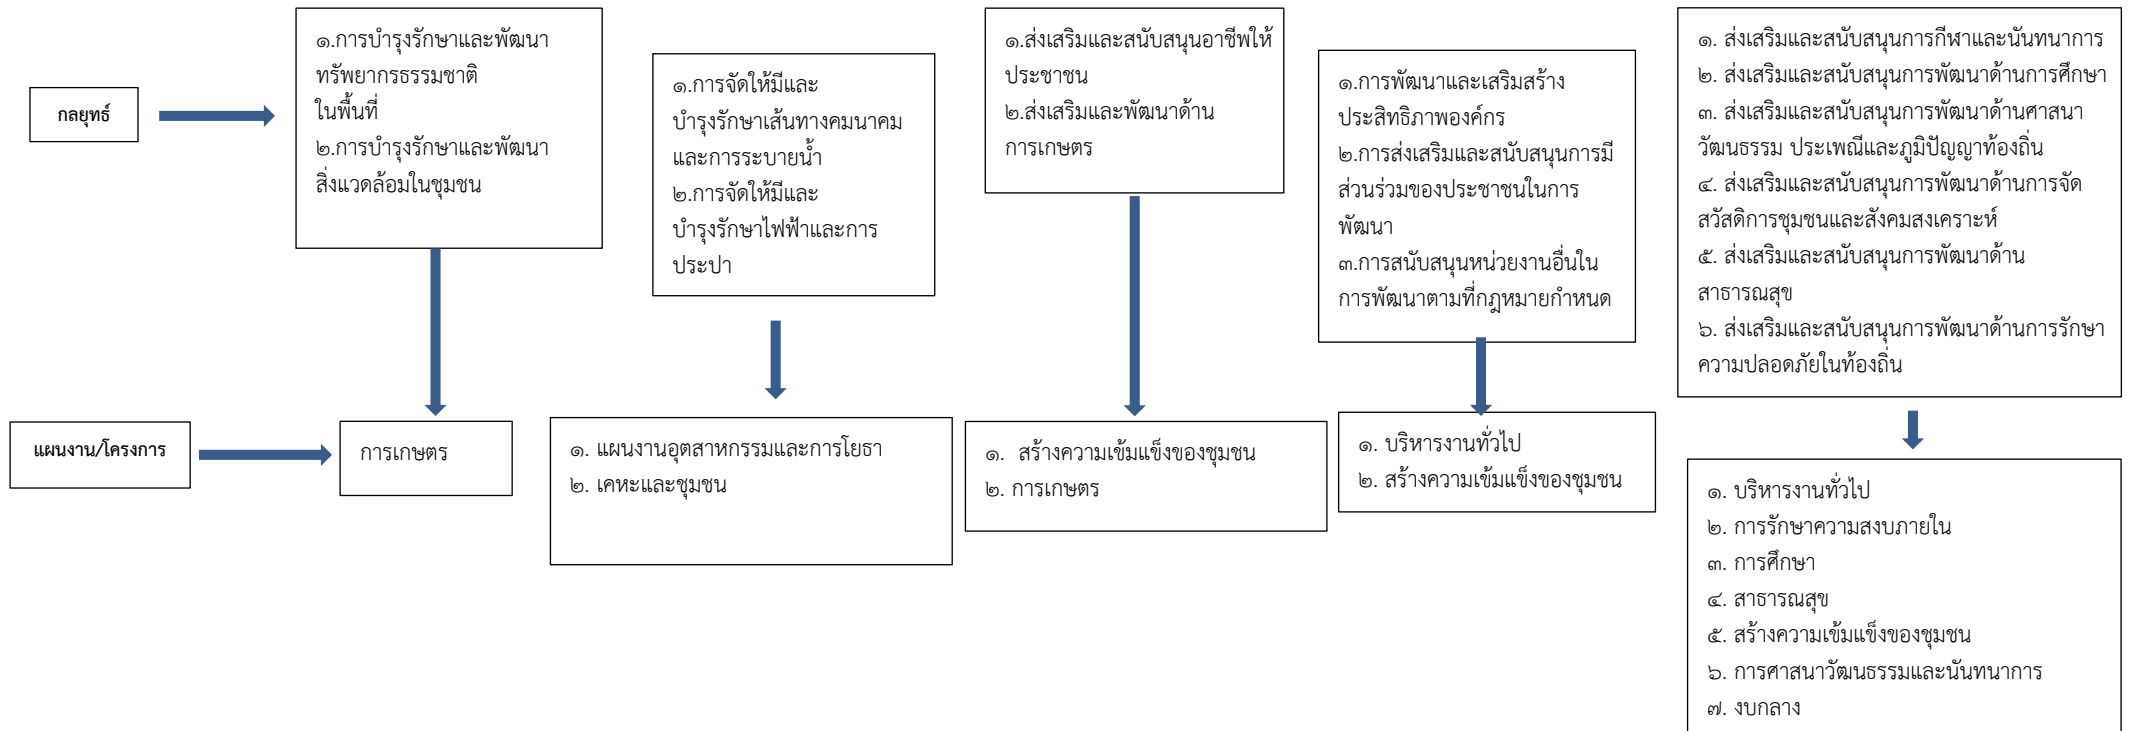 กลยุทธ์
๑.การบำรุงรักษาและพัฒนา
ทรัพยากรธรรมชาติ
ในพื้นที่
๒.การบำรุงรักษาและพัฒนา
สิ่งแวดล้อมในชุมชน
๑.การจัดให้มีและ
บำรุงรักษาเส้นทางคมนาคม
และการระบายน้ำ
๒.การจัดให้มีและ
บำรุงรักษาไฟฟ้าและการ
ประปา
๑.ส่งเสริมและสนับสนุนอาชีพให้
ประชาชน
๒.ส่งเสริมและพัฒนาด้าน
การเกษตร
๑.การพัฒนาและเสริมสร้าง
ประสิทธิภาพองค์กร
๒.การส่งเสริมและสนับสนุนการมี
ส่วนร่วมของประชาชนในการ
พัฒนา
๓.การสนับสนุนหน่วยงานอื่นใน
การพัฒนาตามที่กฎหมายกำหนด
๑. ส่งเสริมและสนับสนุนการกีฬาและนันทนาการ
๒. ส่งเสริมและสนับสนุนการพัฒนาด้านการศึกษา
๓. ส่งเสริมและสนับสนุนการพัฒนาด้านศาสนา
วัฒนธรรม ประเพณีและภูมิปัญญาท้องถิ่น
๔. ส่งเสริมและสนับสนุนการพัฒนาด้านการจัด
สวัสดิการชุมชนและสังคมสงเคราะห์
๕. ส่งเสริมและสนับสนุนการพัฒนาด้าน
สาธารณสุข
๖. ส่งเสริมและสนับสนุนการพัฒนาด้านการรักษา
ความปลอดภัยในท้องถิ่น
แผนงาน/โครงการ
การเกษตร
๑. แผนงานอุตสาหกรรมและการโยธา
๒. เคหะและชุมชน
๑. สร้างความเข้มแข็งของชุมชน
๒. การเกษตร
๑. บริหารงานทั่วไป
๒. สร้างความเข้มแข็งของชุมชน
๑. บริหารงานทั่วไป
๒. การรักษาความสงบภายใน
๓. การศึกษา
๔. สาธารณสุข
๕. สร้างความเข้มแข็งของชุมชน
๖. การศาสนาวัฒนธรรมและนันทนาการ
๗. งบกลาง